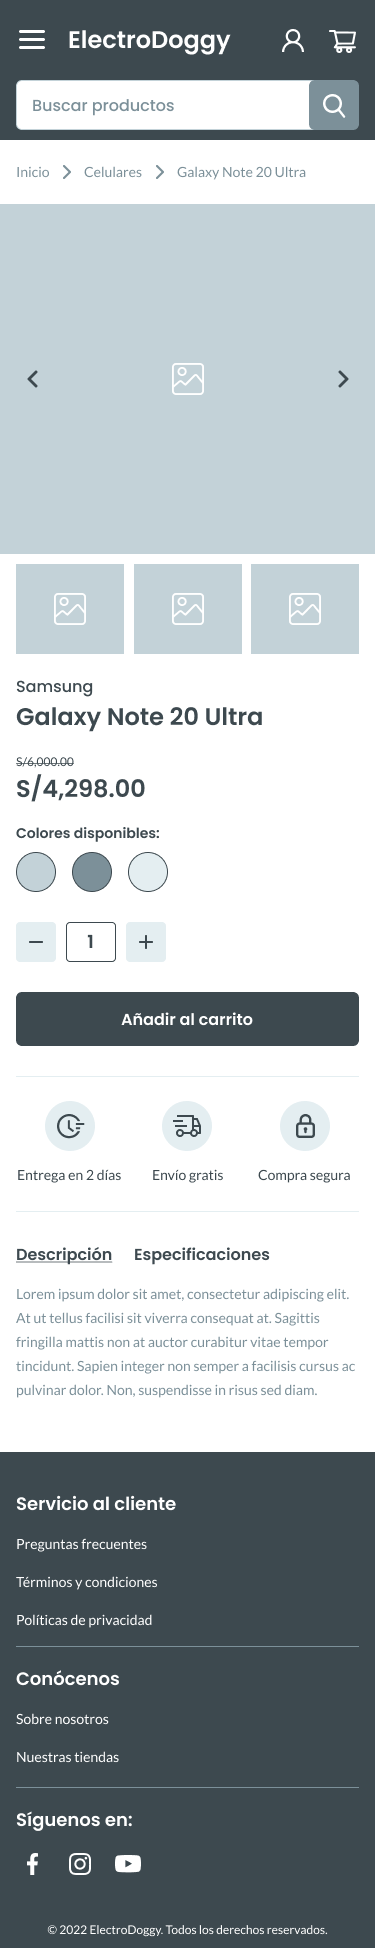 ElectroDoggy
Buscar productos
Inicio Celulares Galaxy Note 20 Ultra
Samsung
Galaxy Note 20 Ultra
S/6,000.00
S/4,298.00
Colores disponibles:
1
Añadir al carrito
Entrega en 2 días Envío gratis Compra segura
Descripción Especificaciones
Lorem ipsum dolor sit amet, consectetur adipiscing elit.
At ut tellus facilisi sit viverra consequat at. Sagittis
fringilla mattis non at auctor curabitur vitae tempor
tincidunt. Sapien integer non semper a facilisis cursus ac
pulvinar dolor. Non, suspendisse in risus sed diam.
Servicio al cliente
Preguntas frecuentes
Términos y condiciones
Políticas de privacidad
Conócenos
Sobre nosotros
Nuestras tiendas
Síguenos en:
© 2022 ElectroDoggy. Todos los derechos reservados.